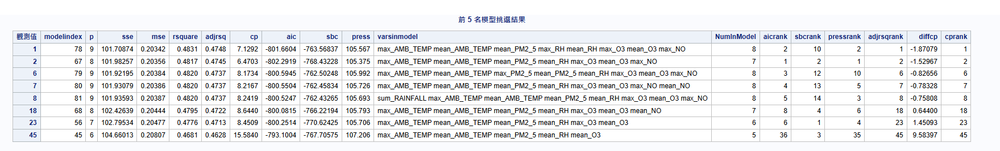 前 5 名模型挑選結果
觀測值 modelindex p sse mse rsquare adjrsq cp aic sbc press varsinmodel NumInModel aicrank sbcrank pressrank adjrsqrank diffcp cprank
1 78 9 101.70874 0.20342 0.4831 0.4748 7.1292 -801.6604 -763.56837 105.567 max_AMB_TEMP mean_AMB_TEMP mean_PM2_5 max_RH mean_RH max_O3 mean_O3 max_NO 8 2 10 2 1 -1.87079 1
2 67 8 101.98257 0.20356 0.4817 0.4745 6.4703 -802.2919 -768.43228 105.375 max_AMB_TEMP mean_AMB_TEMP mean_PM2_5 mean_RH max_O3 mean_O3 max_NO 7 1 2 1 2 -1.52967 2
6 79 9 101.92195 0.20384 0.4820 0.4737 8.1734 -800.5945 -762.50248 105.992 max_AMB_TEMP mean_AMB_TEMP max_PM2_5 mean_PM2_5 mean_RH max_O3 mean_O3 max_NO 8 3 12 10 6 -0.82656 6
7 80 9 101.93079 0.20386 0.4820 0.4737 8.2167 -800.5504 -762.45834 105.726 max_AMB_TEMP mean_AMB_TEMP mean_PM2_5 mean_RH max_O3 mean_O3 max_NO mean_NO 8 4 13 5 7 -0.78328 7
8 81 9 101.93593 0.20387 0.4820 0.4737 8.2419 -800.5247 -762.43265 105.693 sum_RAINFALL max_AMB_TEMP mean_AMB_TEMP mean_PM2_5 mean_RH max_O3 mean_O3 max_NO 8 5 14 3 8 -0.75808 8
18 68 8 102.42639 0.20444 0.4795 0.4722 8.6440 -800.0815 -766.22194 105.793 max_AMB_TEMP mean_AMB_TEMP mean_PM2_5 mean_RH max_O3 mean_O3 mean_NO 7 8 4 6 18 0.64400 18
23 56 7 102.79534 0.20477 0.4776 0.4713 8.4509 -800.2514 -770.62425 105.706 max_AMB_TEMP mean_AMB_TEMP mean_PM2_5 mean_RH max_O3 mean_O3 6 6 1 4 23 1.45093 23
45 45 6 104.66013 0.20807 0.4681 0.4628 15.5840 -793.1004 -767.70575 107.206 max_AMB_TEMP mean_AMB_TEMP mean_PM2_5 mean_RH mean_O3 5 36 3 35 45 9.58397 45